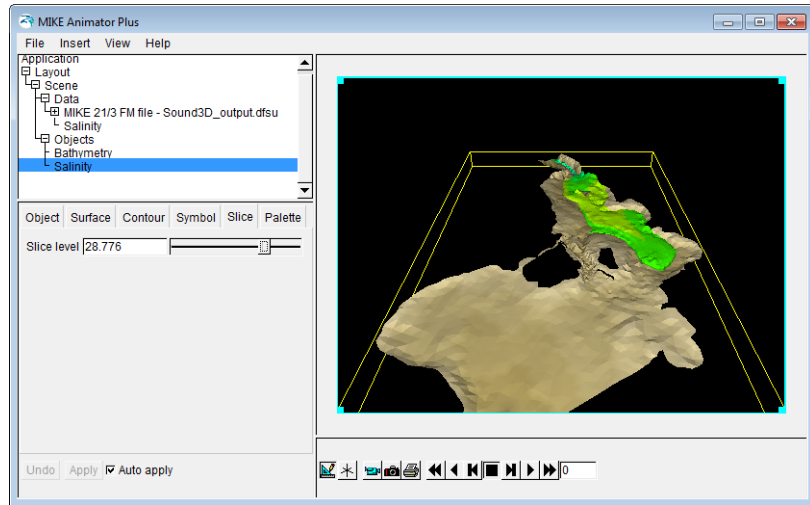 MIKE Animator Plus
File Insert View Help
Application
Layout
Scene
Data
MIKE 21/3 FM file - Sound3D_output.dfsu
Salinity
Objects
Bathymetry
Salinity
Object Surface Contour Symbol Slice Palette
Slice level 28.776
Undo Apply Auto apply
0